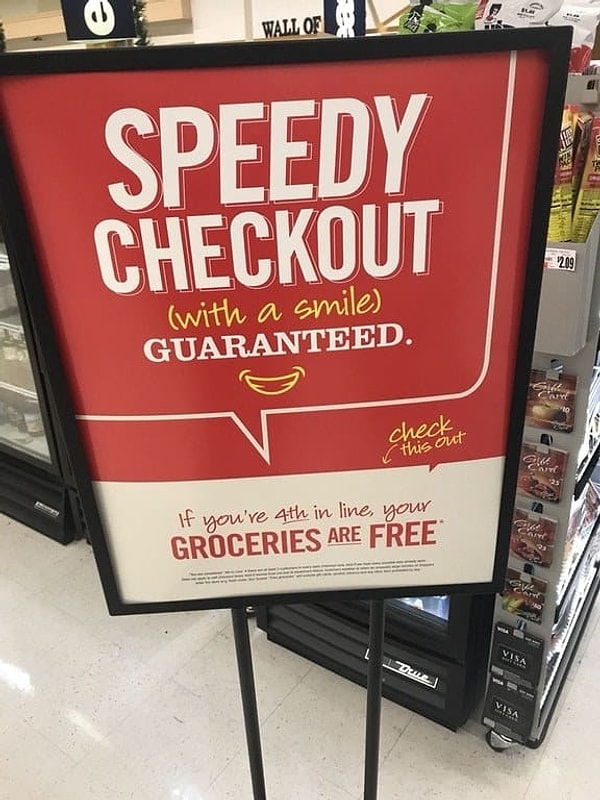 e
WALL OF
SPEEDY
CHECKOUT
(with a smile)
GUARANTEED.
check
this out
If you're 4th in line, your
GROCERIES ARE FREE*
$2.09
Gift
Card
Gift
Card
25
Gift
Card
Gift
Card
VISA
VISA